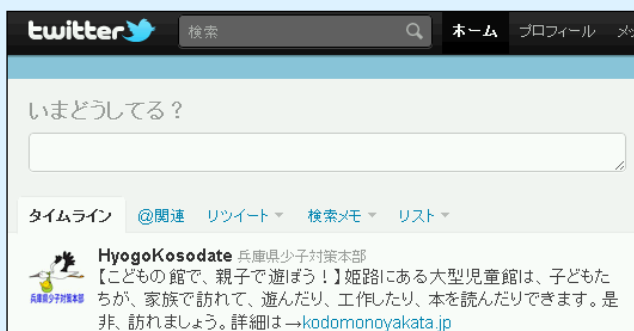 twitter 検索 ホーム プロフィール メッ
いまどうしてる？
タイムライン @関連 リツイート 検索メモ リスト
HyogoKosodate 兵庫県少子対策本部
【こどもの館で、親子で遊ぼう！】姫路にある大型児童館は、子どもた
ちが、家族で訪れて、遊んだり、工作したり、本を読んだりできます。是
非、訪れましょう。詳細は→kodomonoyakata.jp
兵庫県少子対策本部